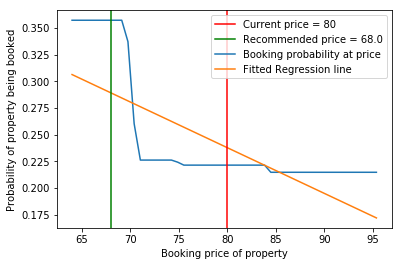 Current price = 80
Recommended price = 68.0
Booking probability at price
Fitted Regression line
Probability of property being booked
0.350
0.325
0.300
0.275
0.250
0.225
0.200
0.175
65 70 75 80 85 90 95
Booking price of property